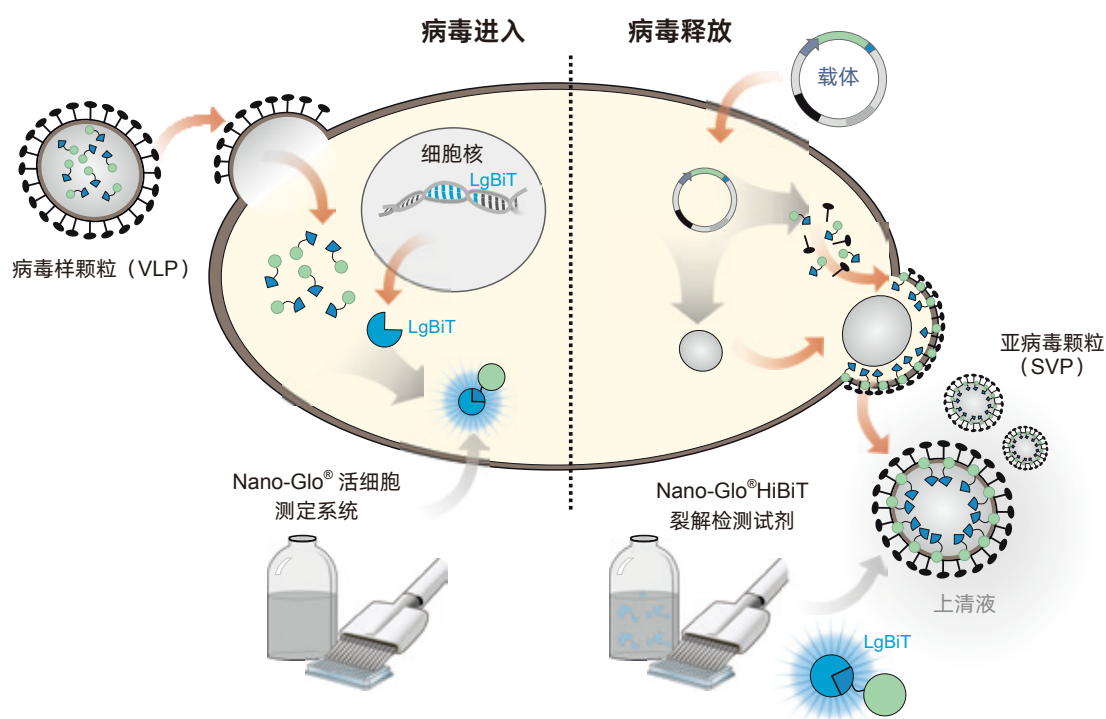 病毒进入
病毒释放
载体
细胞核
LgBiT
病毒样颗粒（VLP）
LgBiT
亚病毒颗粒
（SVP）
Nano-Glo® 活细胞
测定系统
Nano-Glo®HiBiT
裂解检测试剂
上清液
LgBiT